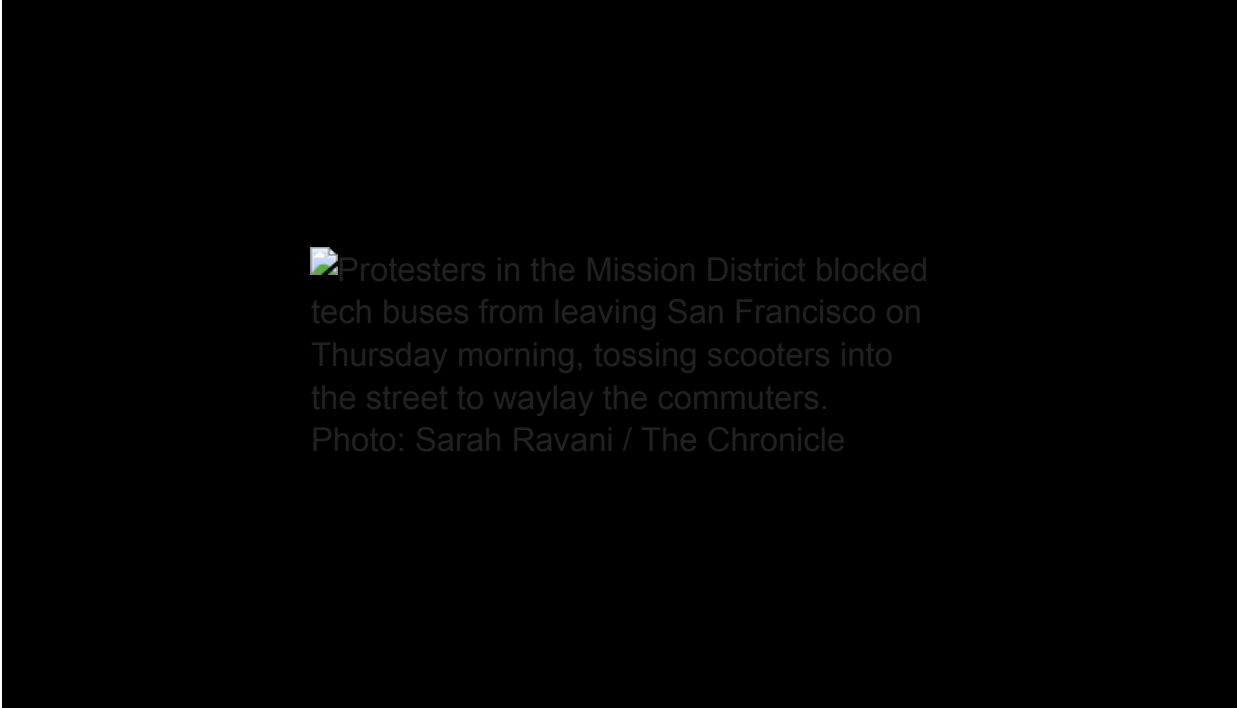 Protesters in the Mission District blocked
tech buses from leaving San Francisco on
Thursday morning, tossing scooters into
the street to waylay the commuters.
Photo: Sarah Ravani / The Chronicle